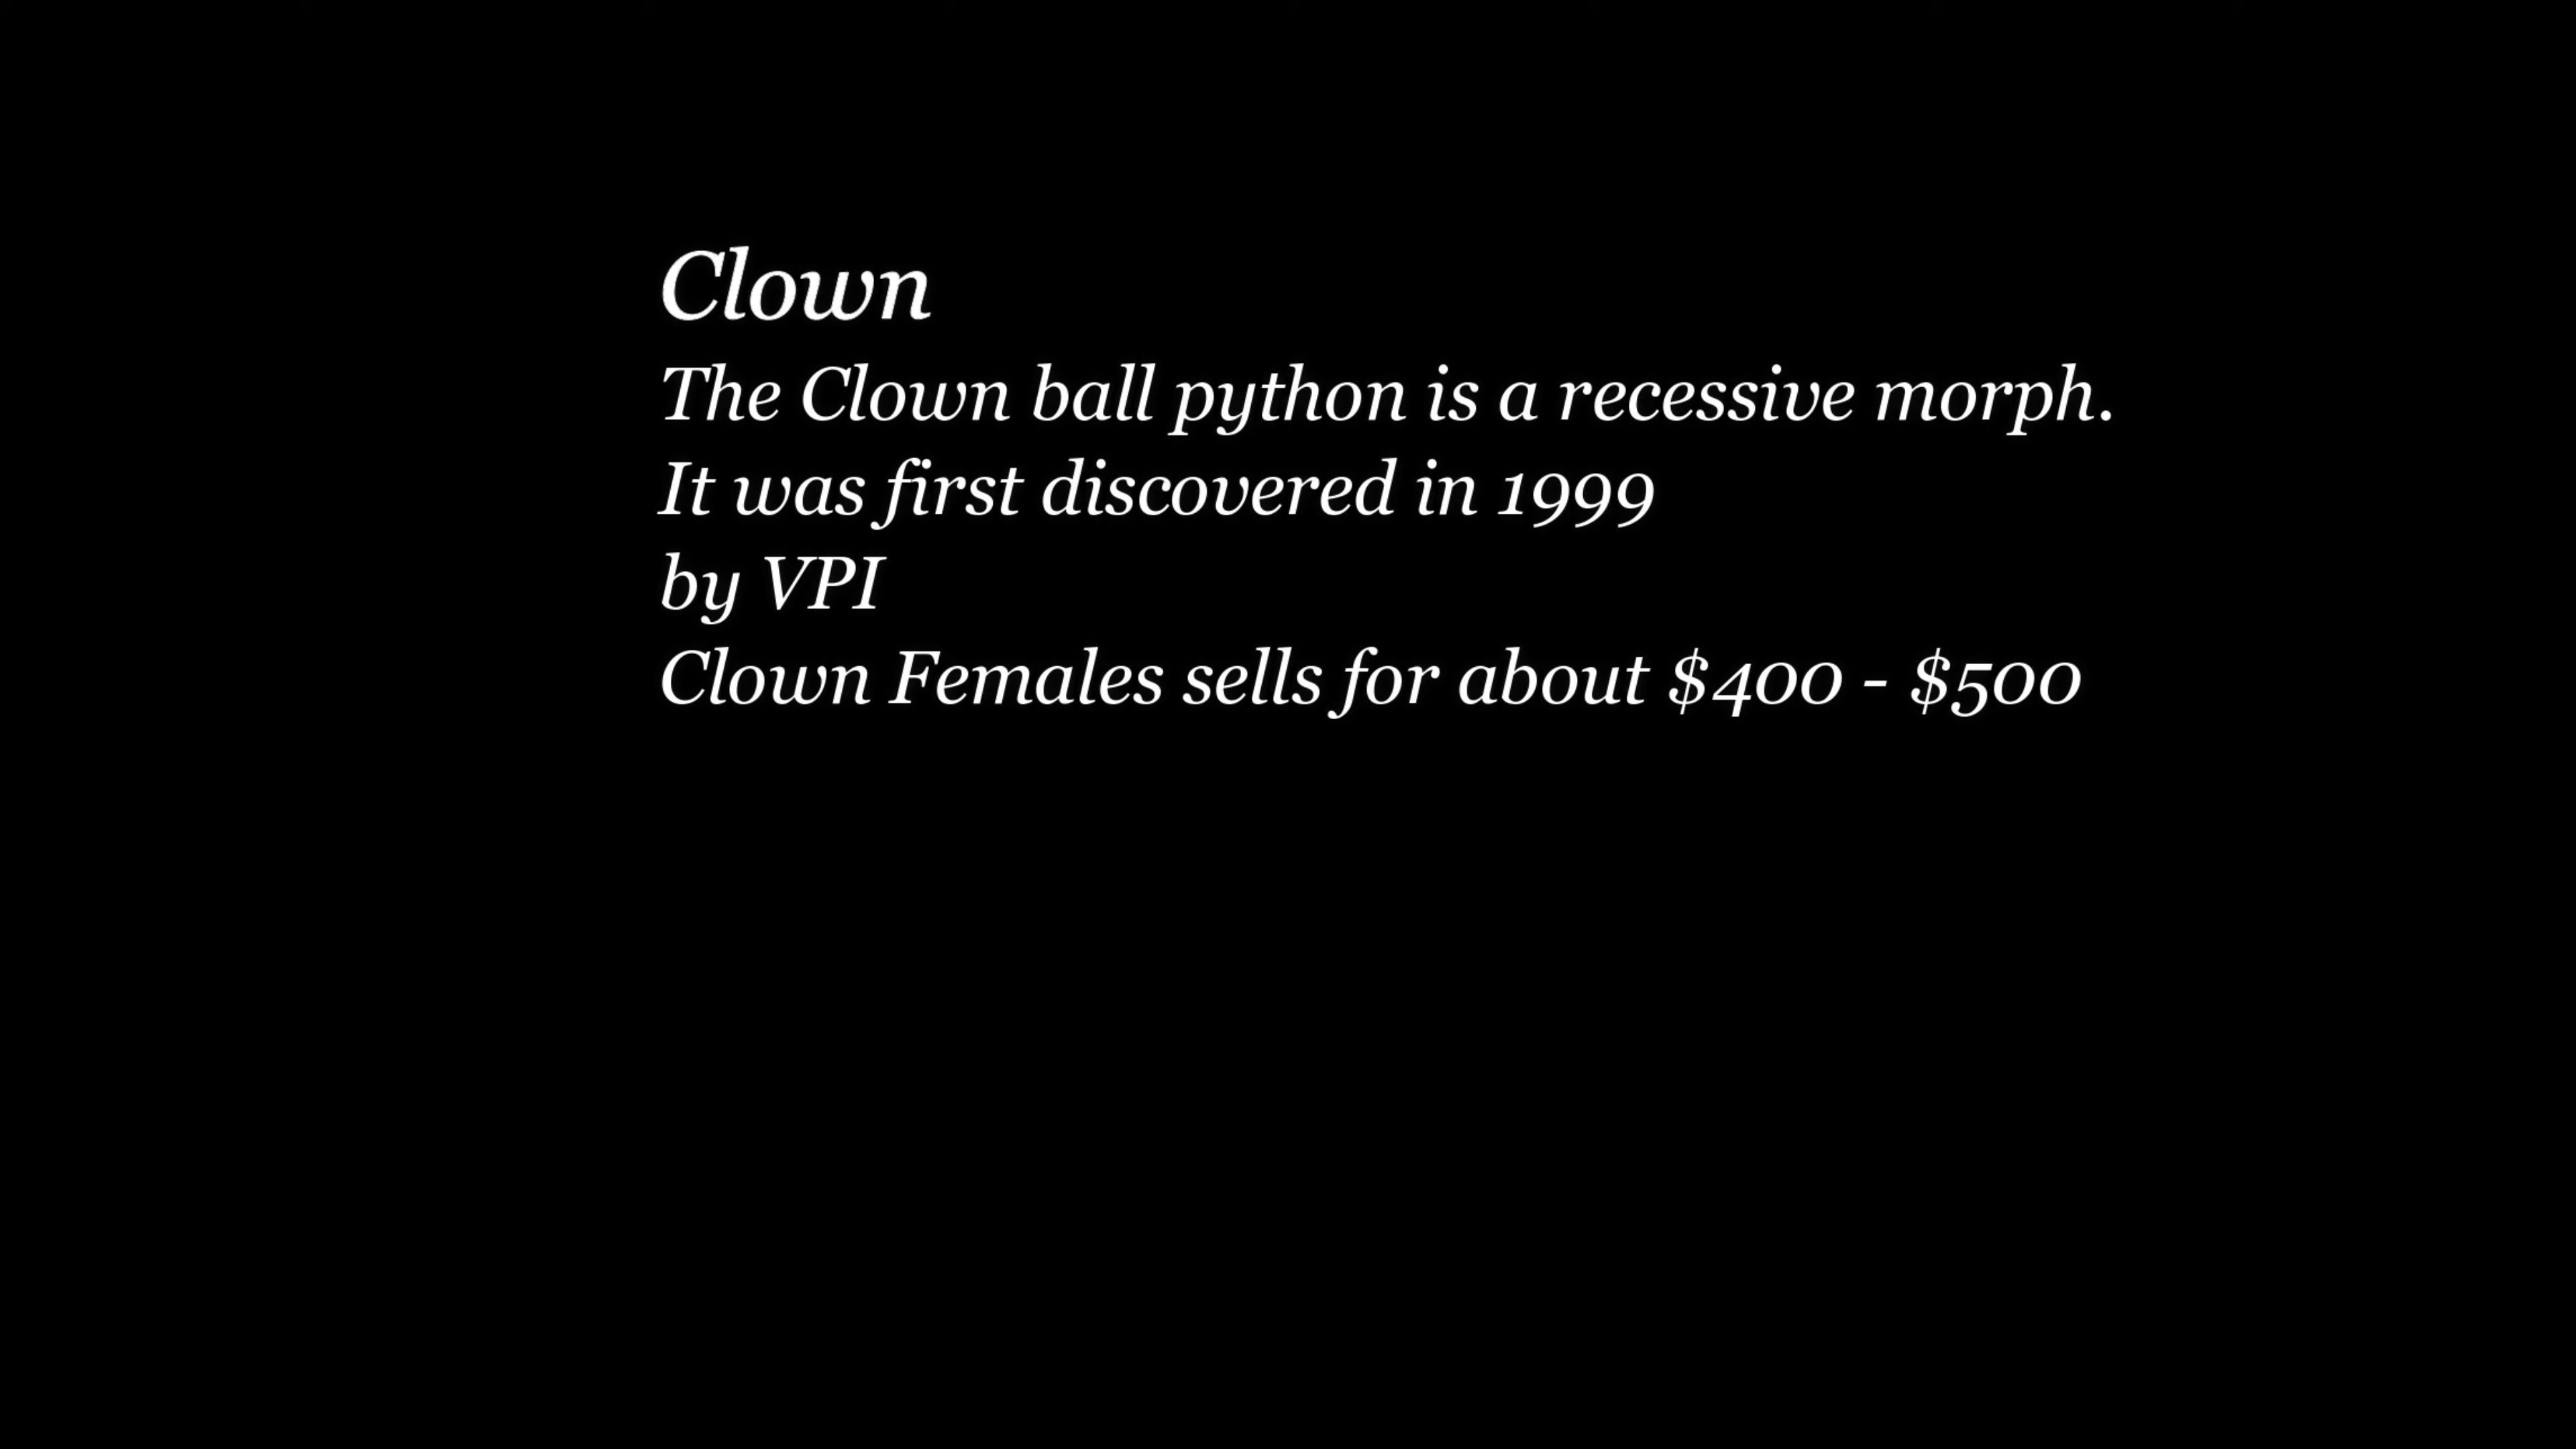 Clown
The Clown ball python is a recessive morph.
It was first discovered in 1999
by VPI
Clown Females sells for about $400 - $500